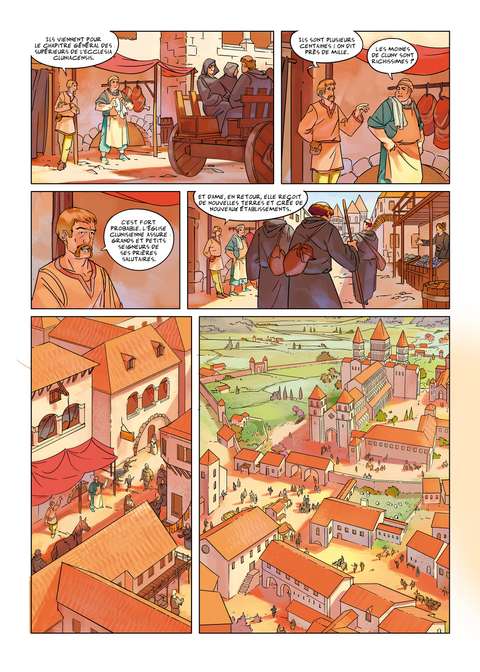 ILS VIENNENT POUR
LE CHAPITRE GÉNÉRAL DES
SUPÉRIEURS DE L'ECCLESIA
CLUNIACENSIS.
ILS SONT PLUSIEURS
CENTAINES : ON DIT
PRÈS DE MILLE.
LES MOINES
DE CLUNY SONT
RICHISSIMES ?
C'EST FORT
PROBABLE. L'ÉGLISE
CLUNISIENNE ASSURE
GRANDS ET PETITS
SEIGNEURS DE
SES PRIÈRES
SALUTAIRES.
ET DAME, EN RETOUR, ELLE REÇOIT
DE NOUVELLES TERRES ET CRÉE DE
NOUVEAUX ÉTABLISSEMENTS.